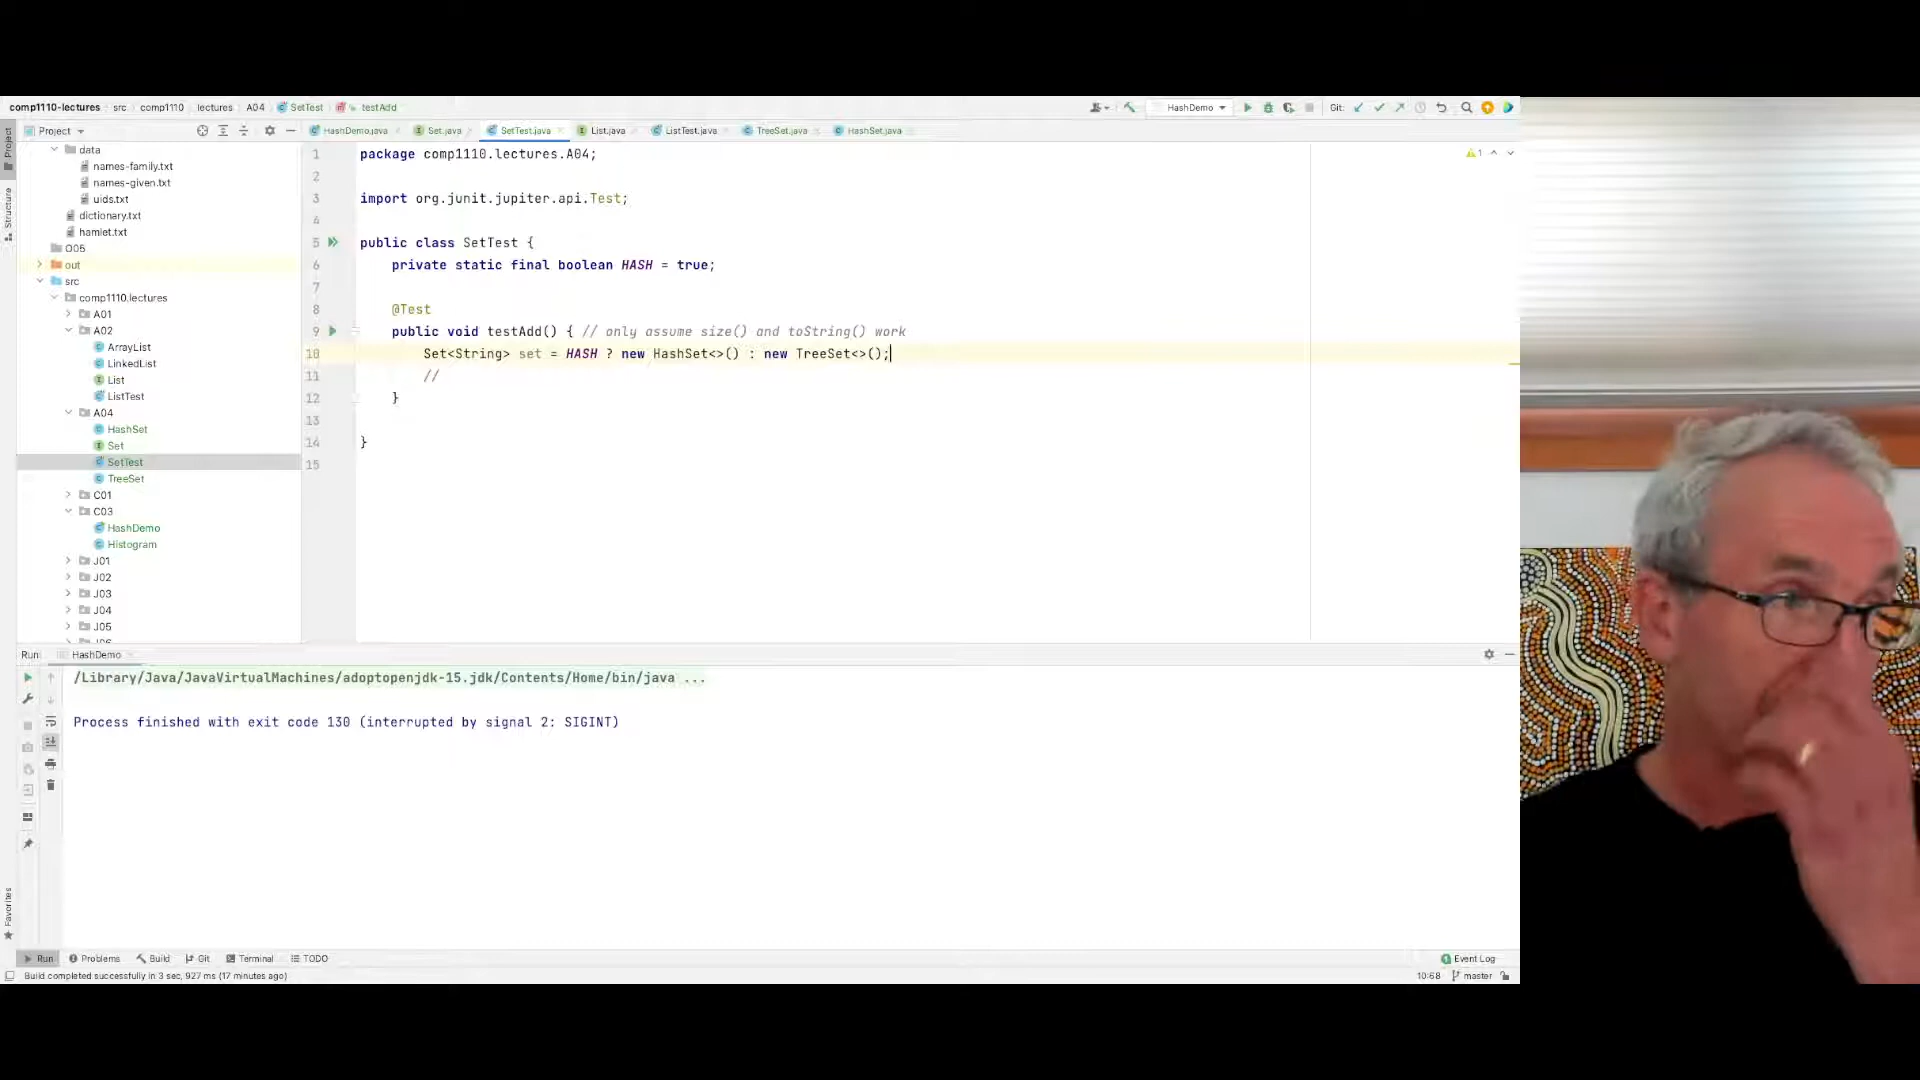 comp1110-lectures src comp1110 lectures A04 SetTest testAdd
HashDemo
Git:
Project
HashDemo.java Set.java SetTest.java List.java ListTest.java TreeSet.java HashSet.java
Project
Structure
Favorites
data
names-family.txt
names-given.txt
uids.txt
dictionary.txt
hamlet.txt
O05
out
src
comp1110.lectures
A01
A02
ArrayList
LinkedList
List
ListTest
A04
HashSet
Set
SetTest
TreeSet
C01
C03
HashDemo
Histogram
J01
J02
J03
J04
J05
J06
1 package comp1110.lectures.A04;
2
3 import org.junit.jupiter.api.Test;
4
5 public class SetTest {
6 private static final boolean HASH = true;
7
8 @Test
9 public void testAdd() { // only assume size() and toString() work
10 Set<String> set = HASH ? new HashSet<>() : new TreeSet<>();
11 //
12 }
13
14 }
15
1
Run: HashDemo
/Library/Java/JavaVirtualMachines/adoptopenjdk-15.jdk/Contents/Home/bin/java ...
Process finished with exit code 130 (interrupted by signal 2: SIGINT)
Run Problems Build Git Terminal TODO
Event Log
Build completed successfully in 3 sec, 927 ms (17 minutes ago)
10:68 master